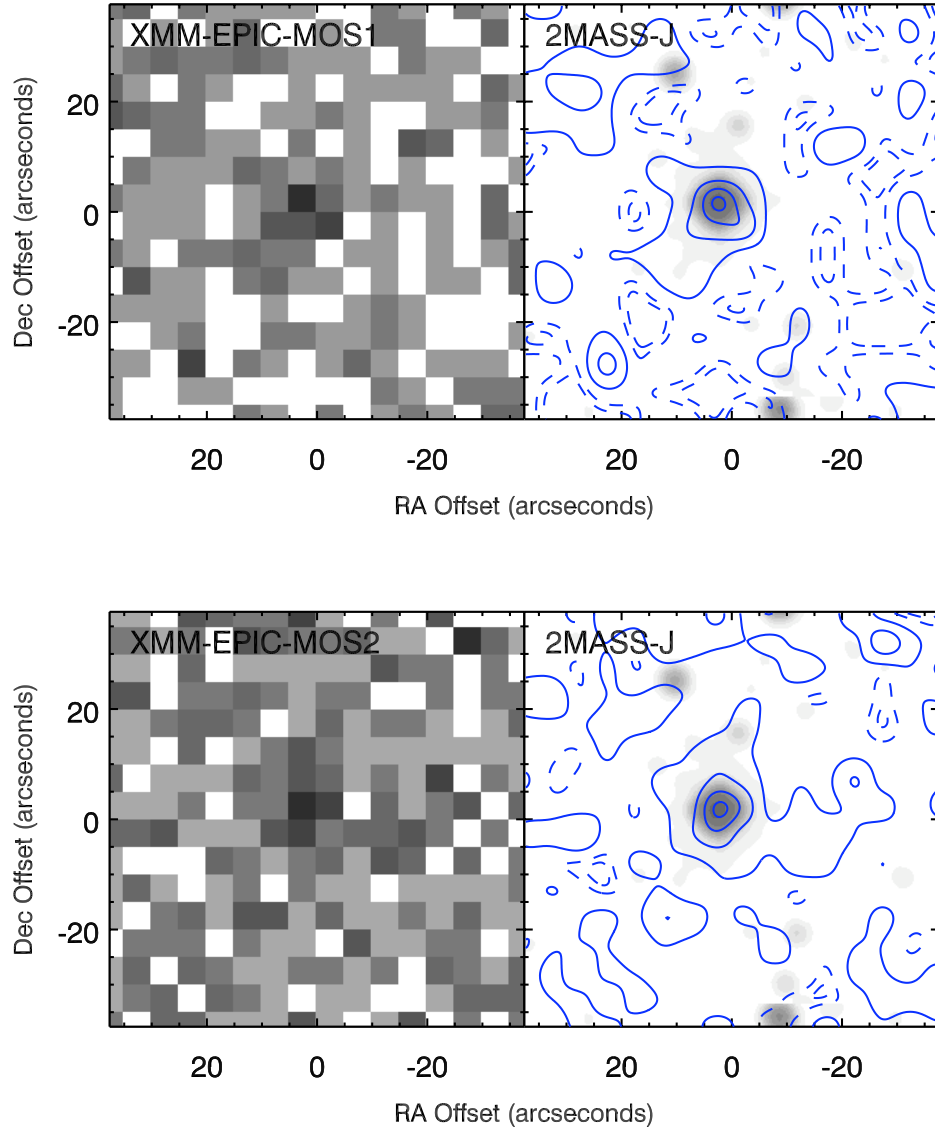 XMM-EPIC-MOS1 2MASS-J
Dec Offset (arcseconds)
20
0
-20
20 0 -20 20 0 -20
RA Offset (arcseconds)
XMM-EPIC-MOS2 2MASS-J
Dec Offset (arcseconds)
20
0
-20
20 0 -20 20 0 -20
RA Offset (arcseconds)